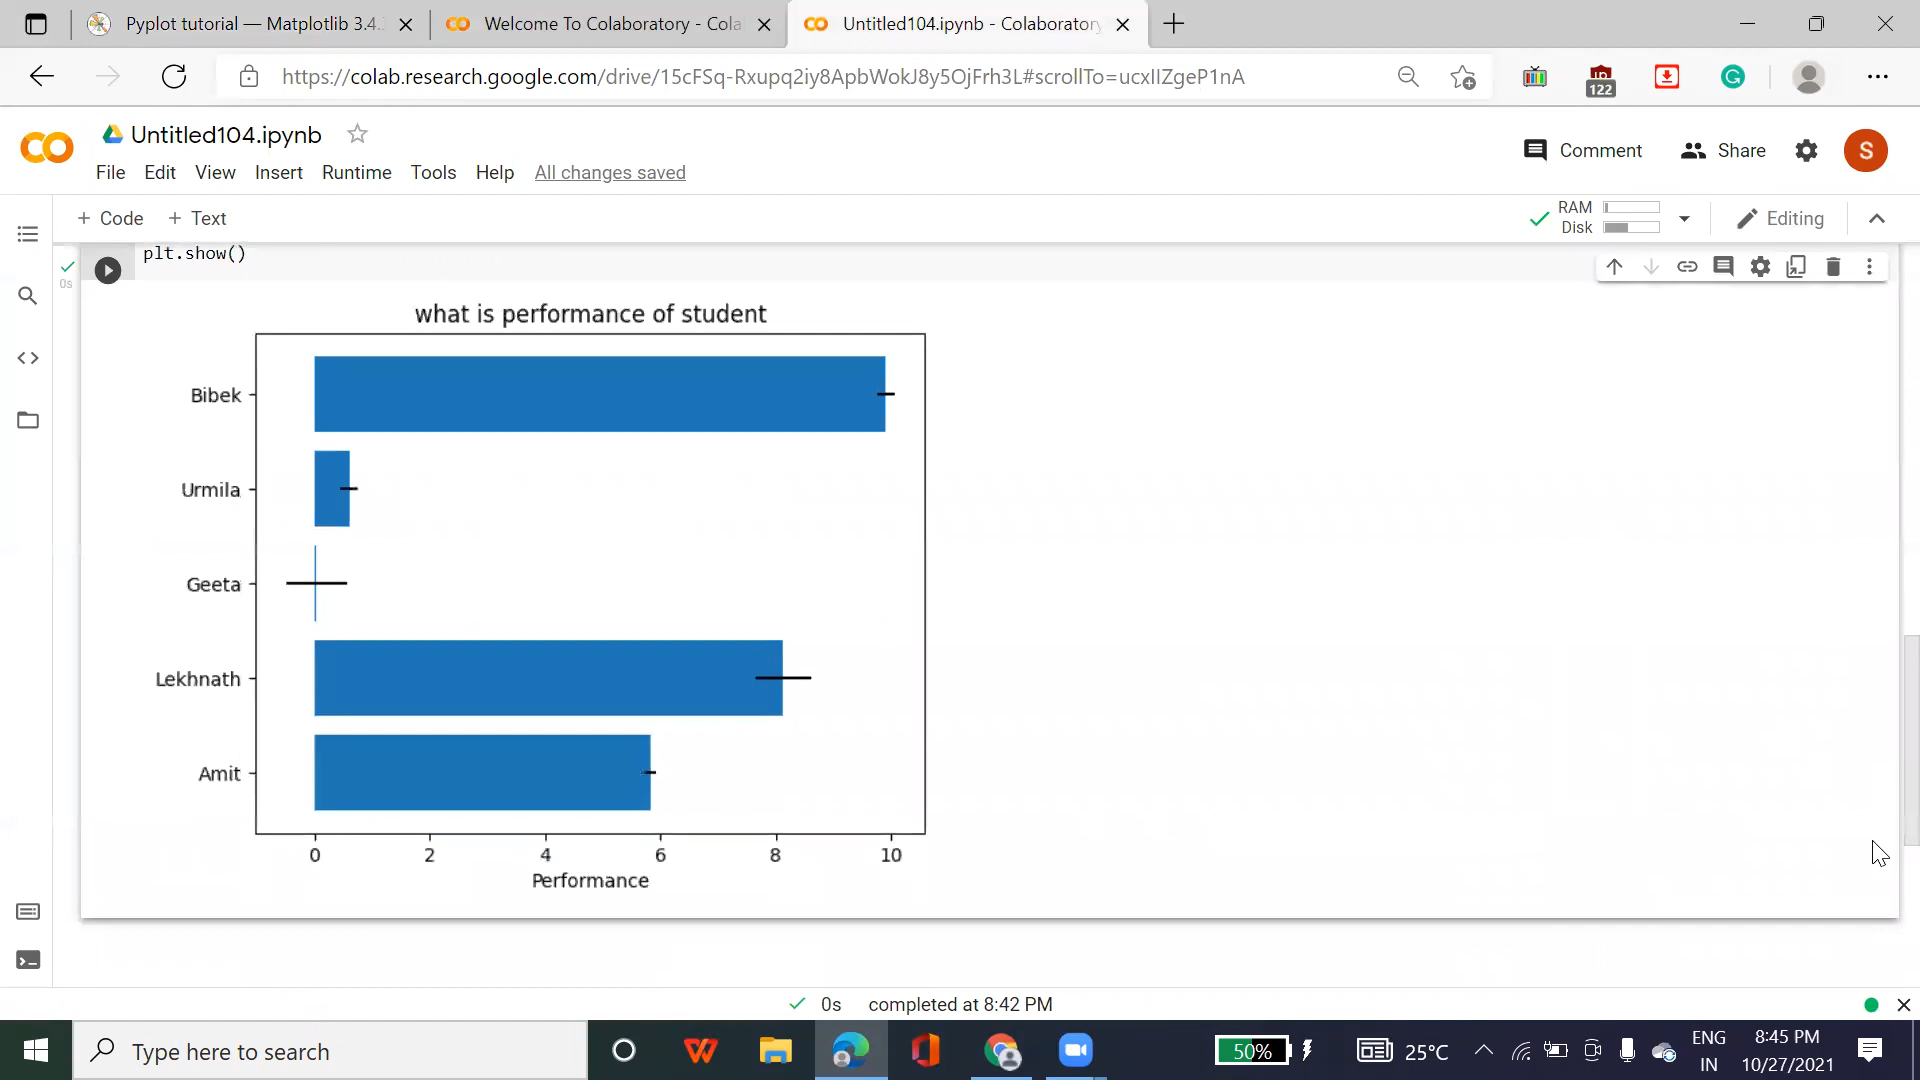 Pyplot tutorial — Matplotlib 3.4.
Welcome To Colaboratory - Cola
Untitled104.ipynb - Colaboratory
https://colab.research.google.com/drive/15cFSq-Rxupq2iy8ApbWokJ8y5OjFrh3L#scrollTo=ucxIIZgeP1nA
122
Untitled104.ipynb
Comment
Share
S
File Edit View Insert Runtime Tools Help All changes saved
+ Code + Text
RAM
Disk
Editing
plt.show()
0s
what is performance of student
Bibek
Urmila
Geeta
Lekhnath
Amit
0 2 4 6 8 10
Performance
0s completed at 8:42 PM
Type here to search
50%
25°C
ENG
IN
8:45 PM
10/27/2021